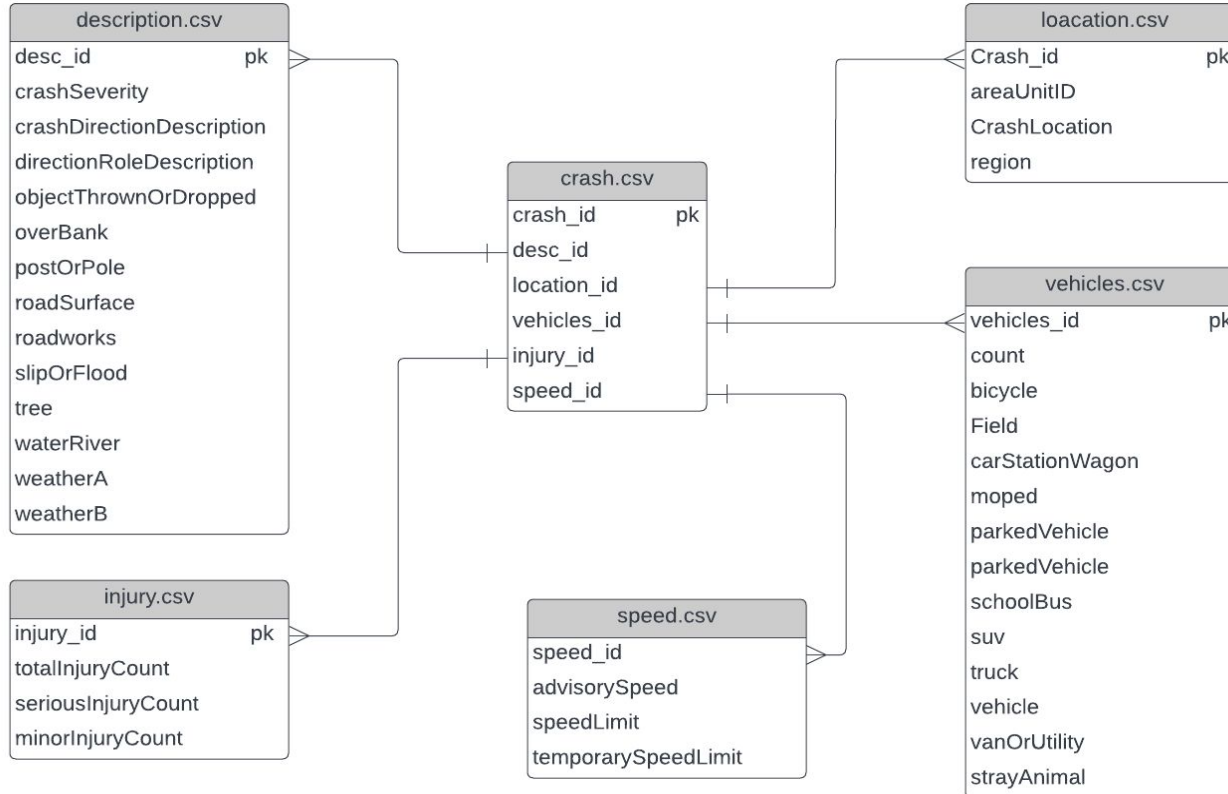 description.csv
desc_id pk
crashSeverity
crashDirectionDescription
directionRoleDescription
objectThrownOrDropped
overBank
postOrPole
roadSurface
roadworks
slipOrFlood
tree
waterRiver
weatherA
weatherB
injury.csv
injury_id pk
totalInjuryCount
seriousInjuryCount
minorInjuryCount
crash.csv
crash_id pk
desc_id
location_id
vehicles_id
injury_id
speed_id
speed.csv
speed_id
advisorySpeed
speedLimit
temporarySpeedLimit
loacation.csv
Crash_id pk
areaUnitID
CrashLocation
region
vehicles.csv
vehicles_id pk
count
bicycle
Field
carStationWagon
moped
parkedVehicle
parkedVehicle
schoolBus
suv
truck
vehicle
vanOrUtility
strayAnimal